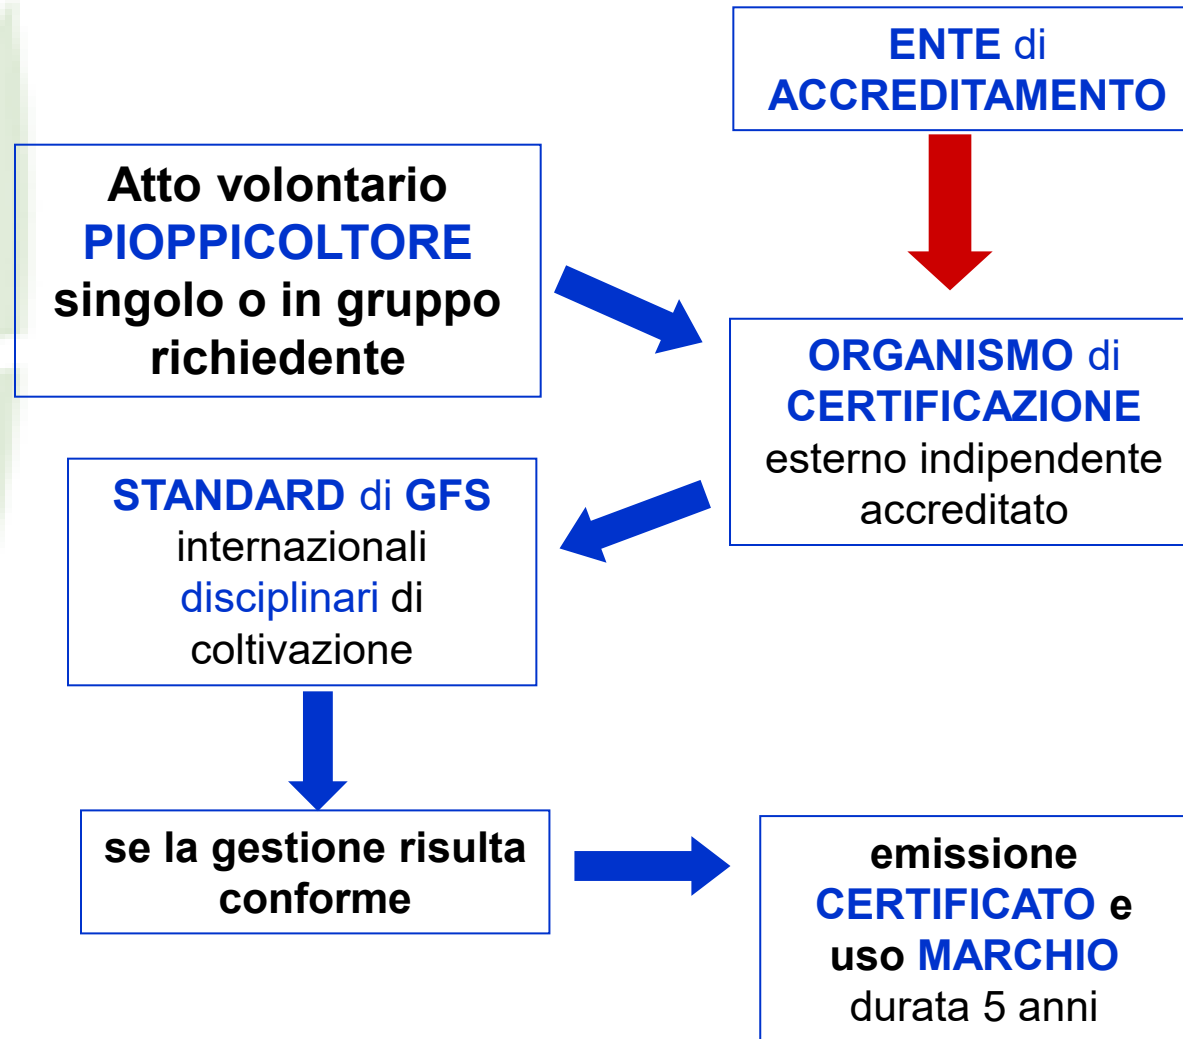 ENTE di
ACCREDITAMENTO
Atto volontario
PIOPPICOLTORE
singolo o in gruppo
richiedente
ORGANISMO di
CERTIFICAZIONE
esterno indipendente
accreditato
STANDARD di GFS
internazionali
disciplinari di
coltivazione
se la gestione risulta
conforme
emissione
CERTIFICATO e
uso MARCHIO
durata 5 anni